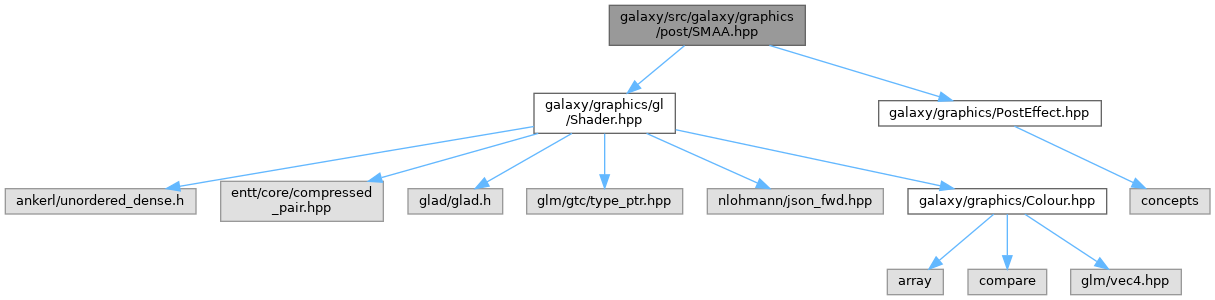 galaxy/src/galaxy/graphics
/post/SMAA.hpp
galaxy/graphics/gl
/Shader.hpp
galaxy/graphics/PostEffect.hpp
ankerl/unordered_dense.h
entt/core/compressed
_pair.hpp
glad/glad.h
glm/gtc/type_ptr.hpp
nlohmann/json_fwd.hpp
galaxy/graphics/Colour.hpp
concepts
array
compare
glm/vec4.hpp